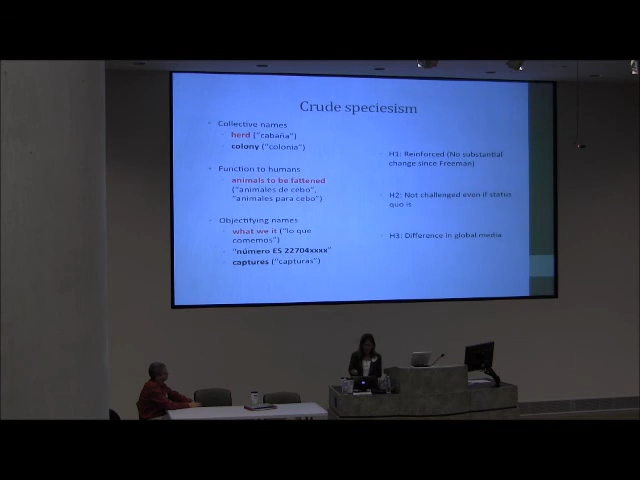 Crude speciesism
Collective names
herd ("cabaña")
colony ("colonia")
Function to humans
animals to be fattened
("animales de cebo",
"animales para cebo")
Objectifying names
what we it ("lo que
comemos")
"número ES 22704xxxx"
captures ("capturas")
H1: Reinforced (No substantial
change since Freeman)
H2: Not challenged even if status
quo is
H3: Difference in global media